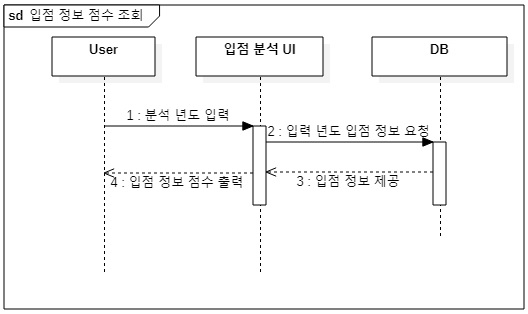 sd 입점 정보 점수 조회
User
입점 분석 UI
DB
1 : 분석 년도 입력
2 : 입력 년도 입점 정보 요청
3 : 입점 정보 제공
4 : 입점 정보 점수 출력